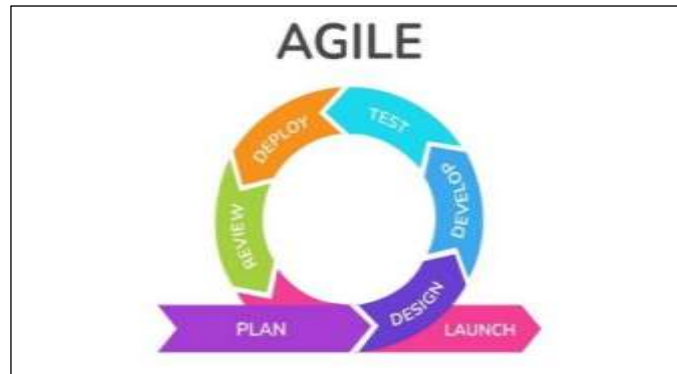 AGILE
PLAN
DESIGN
DEVELOP
TEST
DEPLOY
REVIEW
LAUNCH